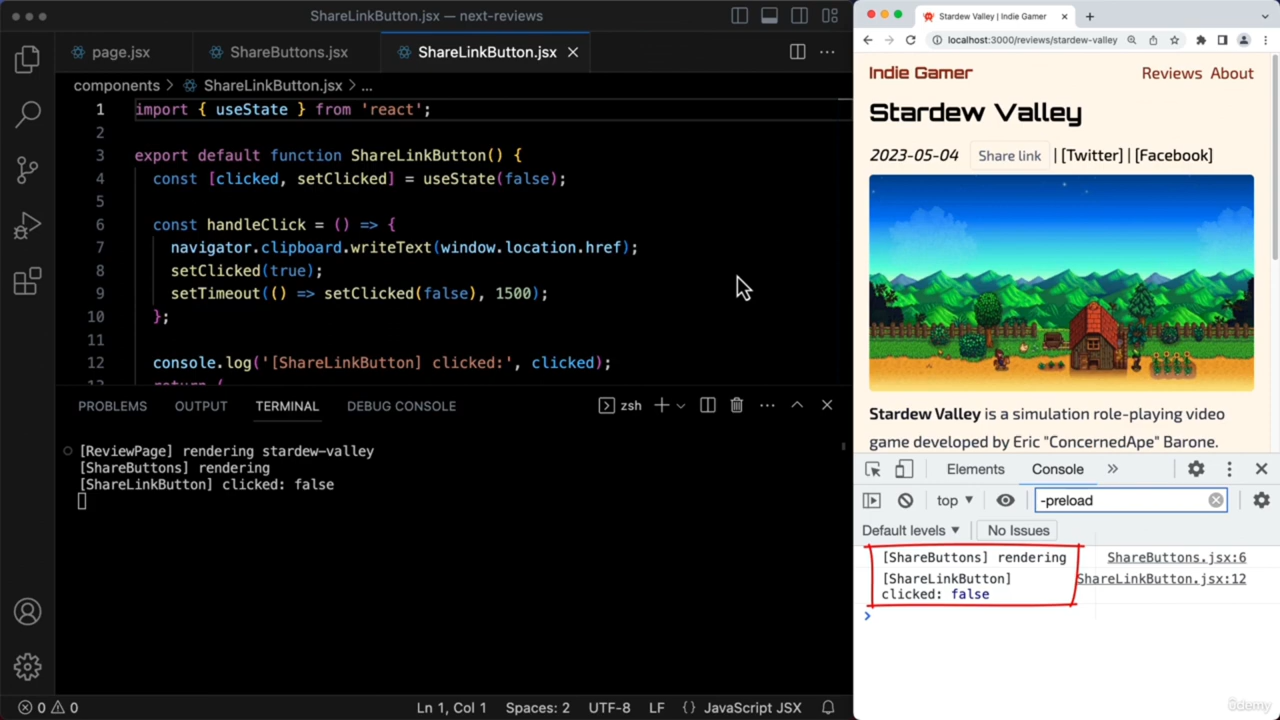 ShareLinkButton.jsx — next-reviews
page.jsx
ShareButtons.jsx
ShareLinkButton.jsx
components > ShareLinkButton.jsx > ...
1 import { useState } from 'react';
2
3 export default function ShareLinkButton() {
4 const [clicked, setClicked] = useState(false);
5
6 const handleClick = () => {
7 navigator.clipboard.writeText(window.location.href);
8 setClicked(true);
9 setTimeout(() => setClicked(false), 1500);
10 };
11
12 console.log('[ShareLinkButton] clicked:', clicked);
13 return (
PROBLEMS OUTPUT TERMINAL DEBUG CONSOLE
zsh
[ReviewPage] rendering stardew-valley
[ShareButtons] rendering
[ShareLinkButton] clicked: false
0 0
Ln 1, Col 1 Spaces: 2 UTF-8 LF {} JavaScript JSX
Stardew Valley | Indie Gamer
localhost:3000/reviews/stardew-valley
Indie Gamer
Reviews About
Stardew Valley
2023-05-04 Share link | [Twitter] | [Facebook]
Stardew Valley is a simulation role-playing video
game developed by Eric "ConcernedApe" Barone.
Elements Console
top
-preload
Default levels No Issues
[ShareButtons] rendering ShareButtons.jsx:6
[ShareLinkButton] ShareLinkButton.jsx:12
clicked: false
ûdemy